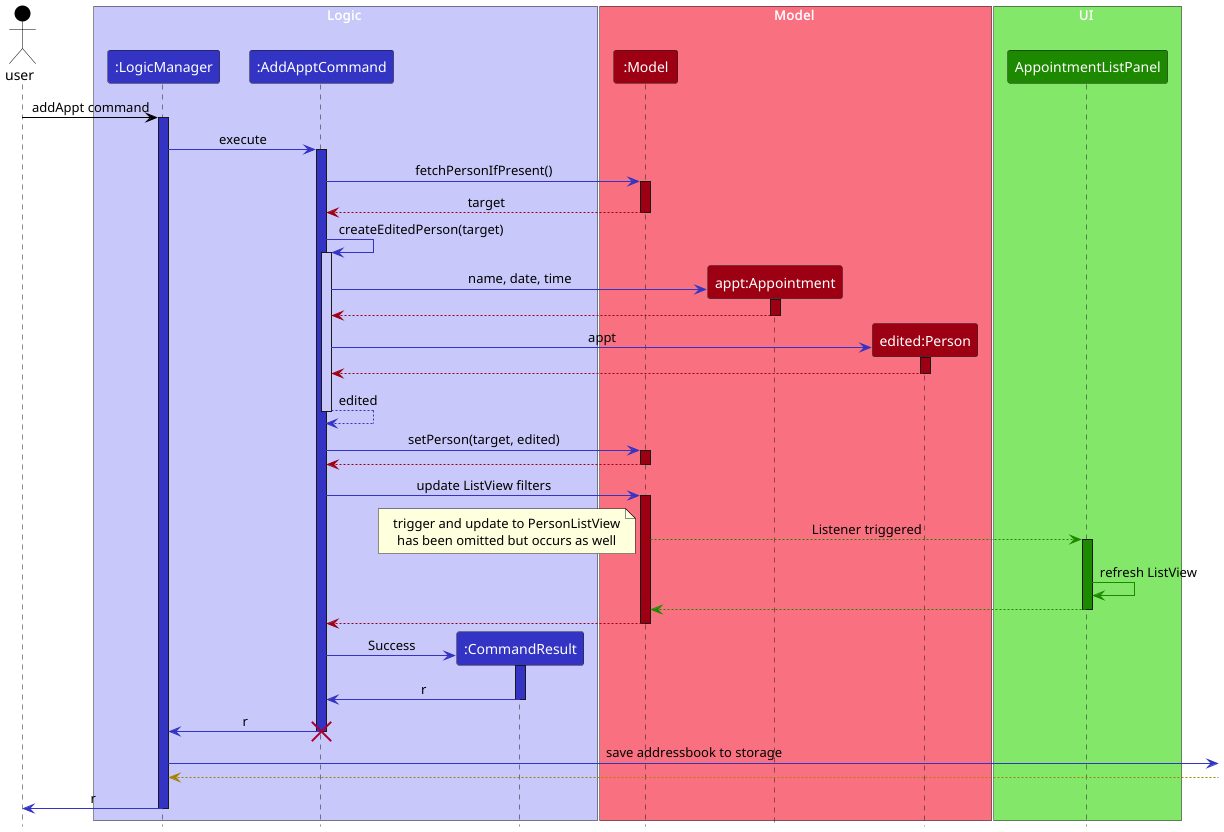 Logic
Model
UI
user
:LogicManager
:AddApptCommand
:Model
AppointmentListPanel
addAppt command
execute
fetchPersonIfPresent()
target
createEditedPerson(target)
name, date, time
appt:Appointment
appt
edited:Person
edited
setPerson(target, edited)
update ListView filters
trigger and update to PersonListView
has been omitted but occurs as well
Listener triggered
refresh ListView
Success
:CommandResult
r
r
save addressbook to storage
r